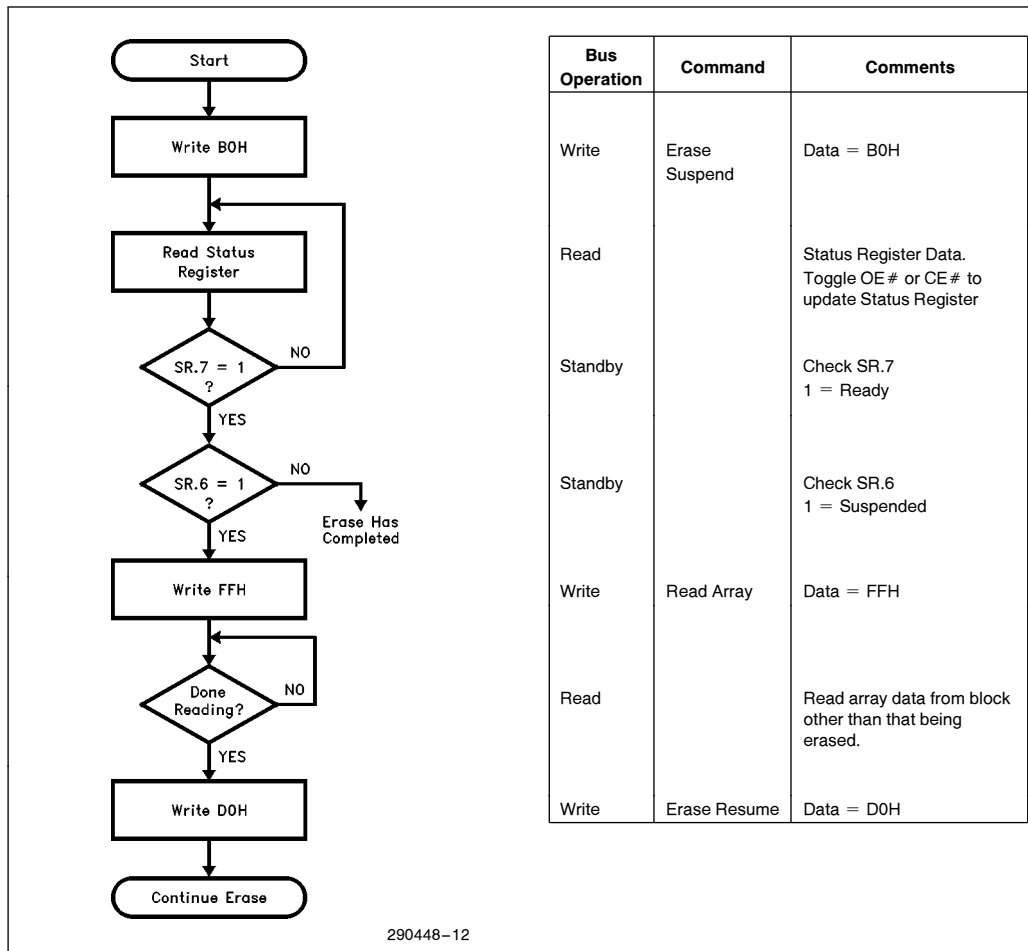 Start
Write B0H
Read Status
Register
SR.7 = 1
?
NO
YES
SR.6 = 1
?
NO
Erase Has
Completed
YES
Write FFH
Done
Reading?
NO
YES
Write D0H
Continue Erase
Bus
Operation
Command
Comments
Write
Erase
Suspend
Data = B0H
Read
Status Register Data.
Toggle OE# or CE# to
update Status Register
Standby
Check SR.7
1 = Ready
Standby
Check SR.6
1 = Suspended
Write
Read Array
Data = FFH
Read
Read array data from block
other than that being
erased.
Write
Erase Resume
Data = D0H
290448–12